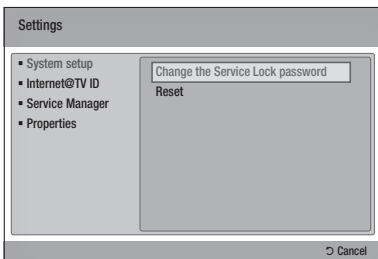 Settings
▪ System setup
▪ Internet@TV ID
▪ Service Manager
▪ Properties
Change the Service Lock password
Reset
⮌ Cancel